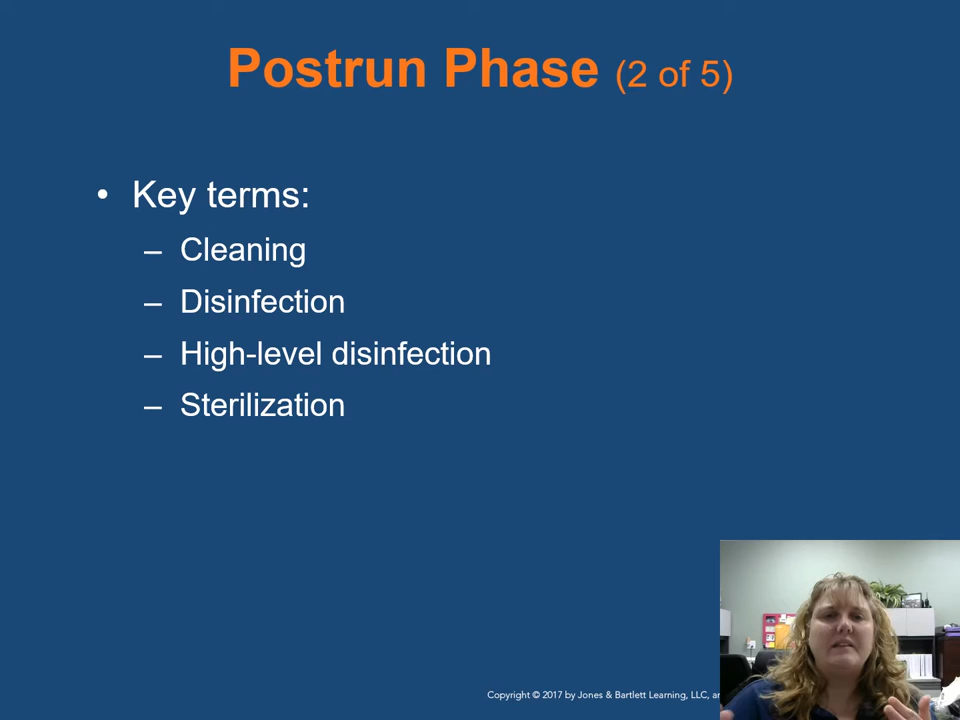 Postrun Phase (2 of 5)
• Key terms:
– Cleaning
– Disinfection
– High-level disinfection
– Sterilization
Copyright © 2017 by Jones & Bartlett Learning, LLC,